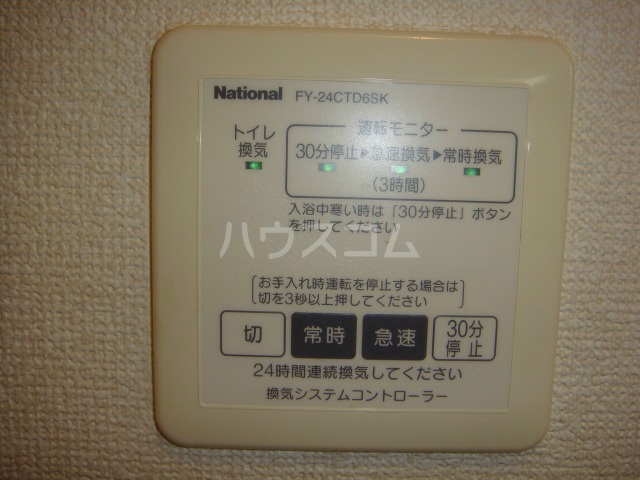 National FY-24CTD6SK
トイレ
換気
運転モニター
30分停止▶急速換気▶常時換気
(3時間)
入浴中寒い時は「30分停止」ボタン
を押してください
ハウスコム
お手入れ時運転を停止する場合は
切を3秒以上押してください
切 常時 急速 30分
停止
24時間連続換気してください
換気システムコントローラー